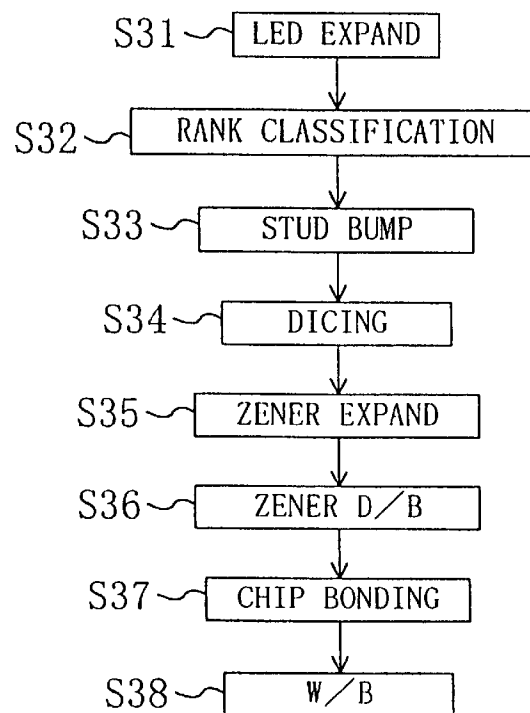 S31 LED EXPAND
S32 RANK CLASSIFICATION
S33 STUD BUMP
S34 DICING
S35 ZENER EXPAND
S36 ZENER D/B
S37 CHIP BONDING
S38 W/B